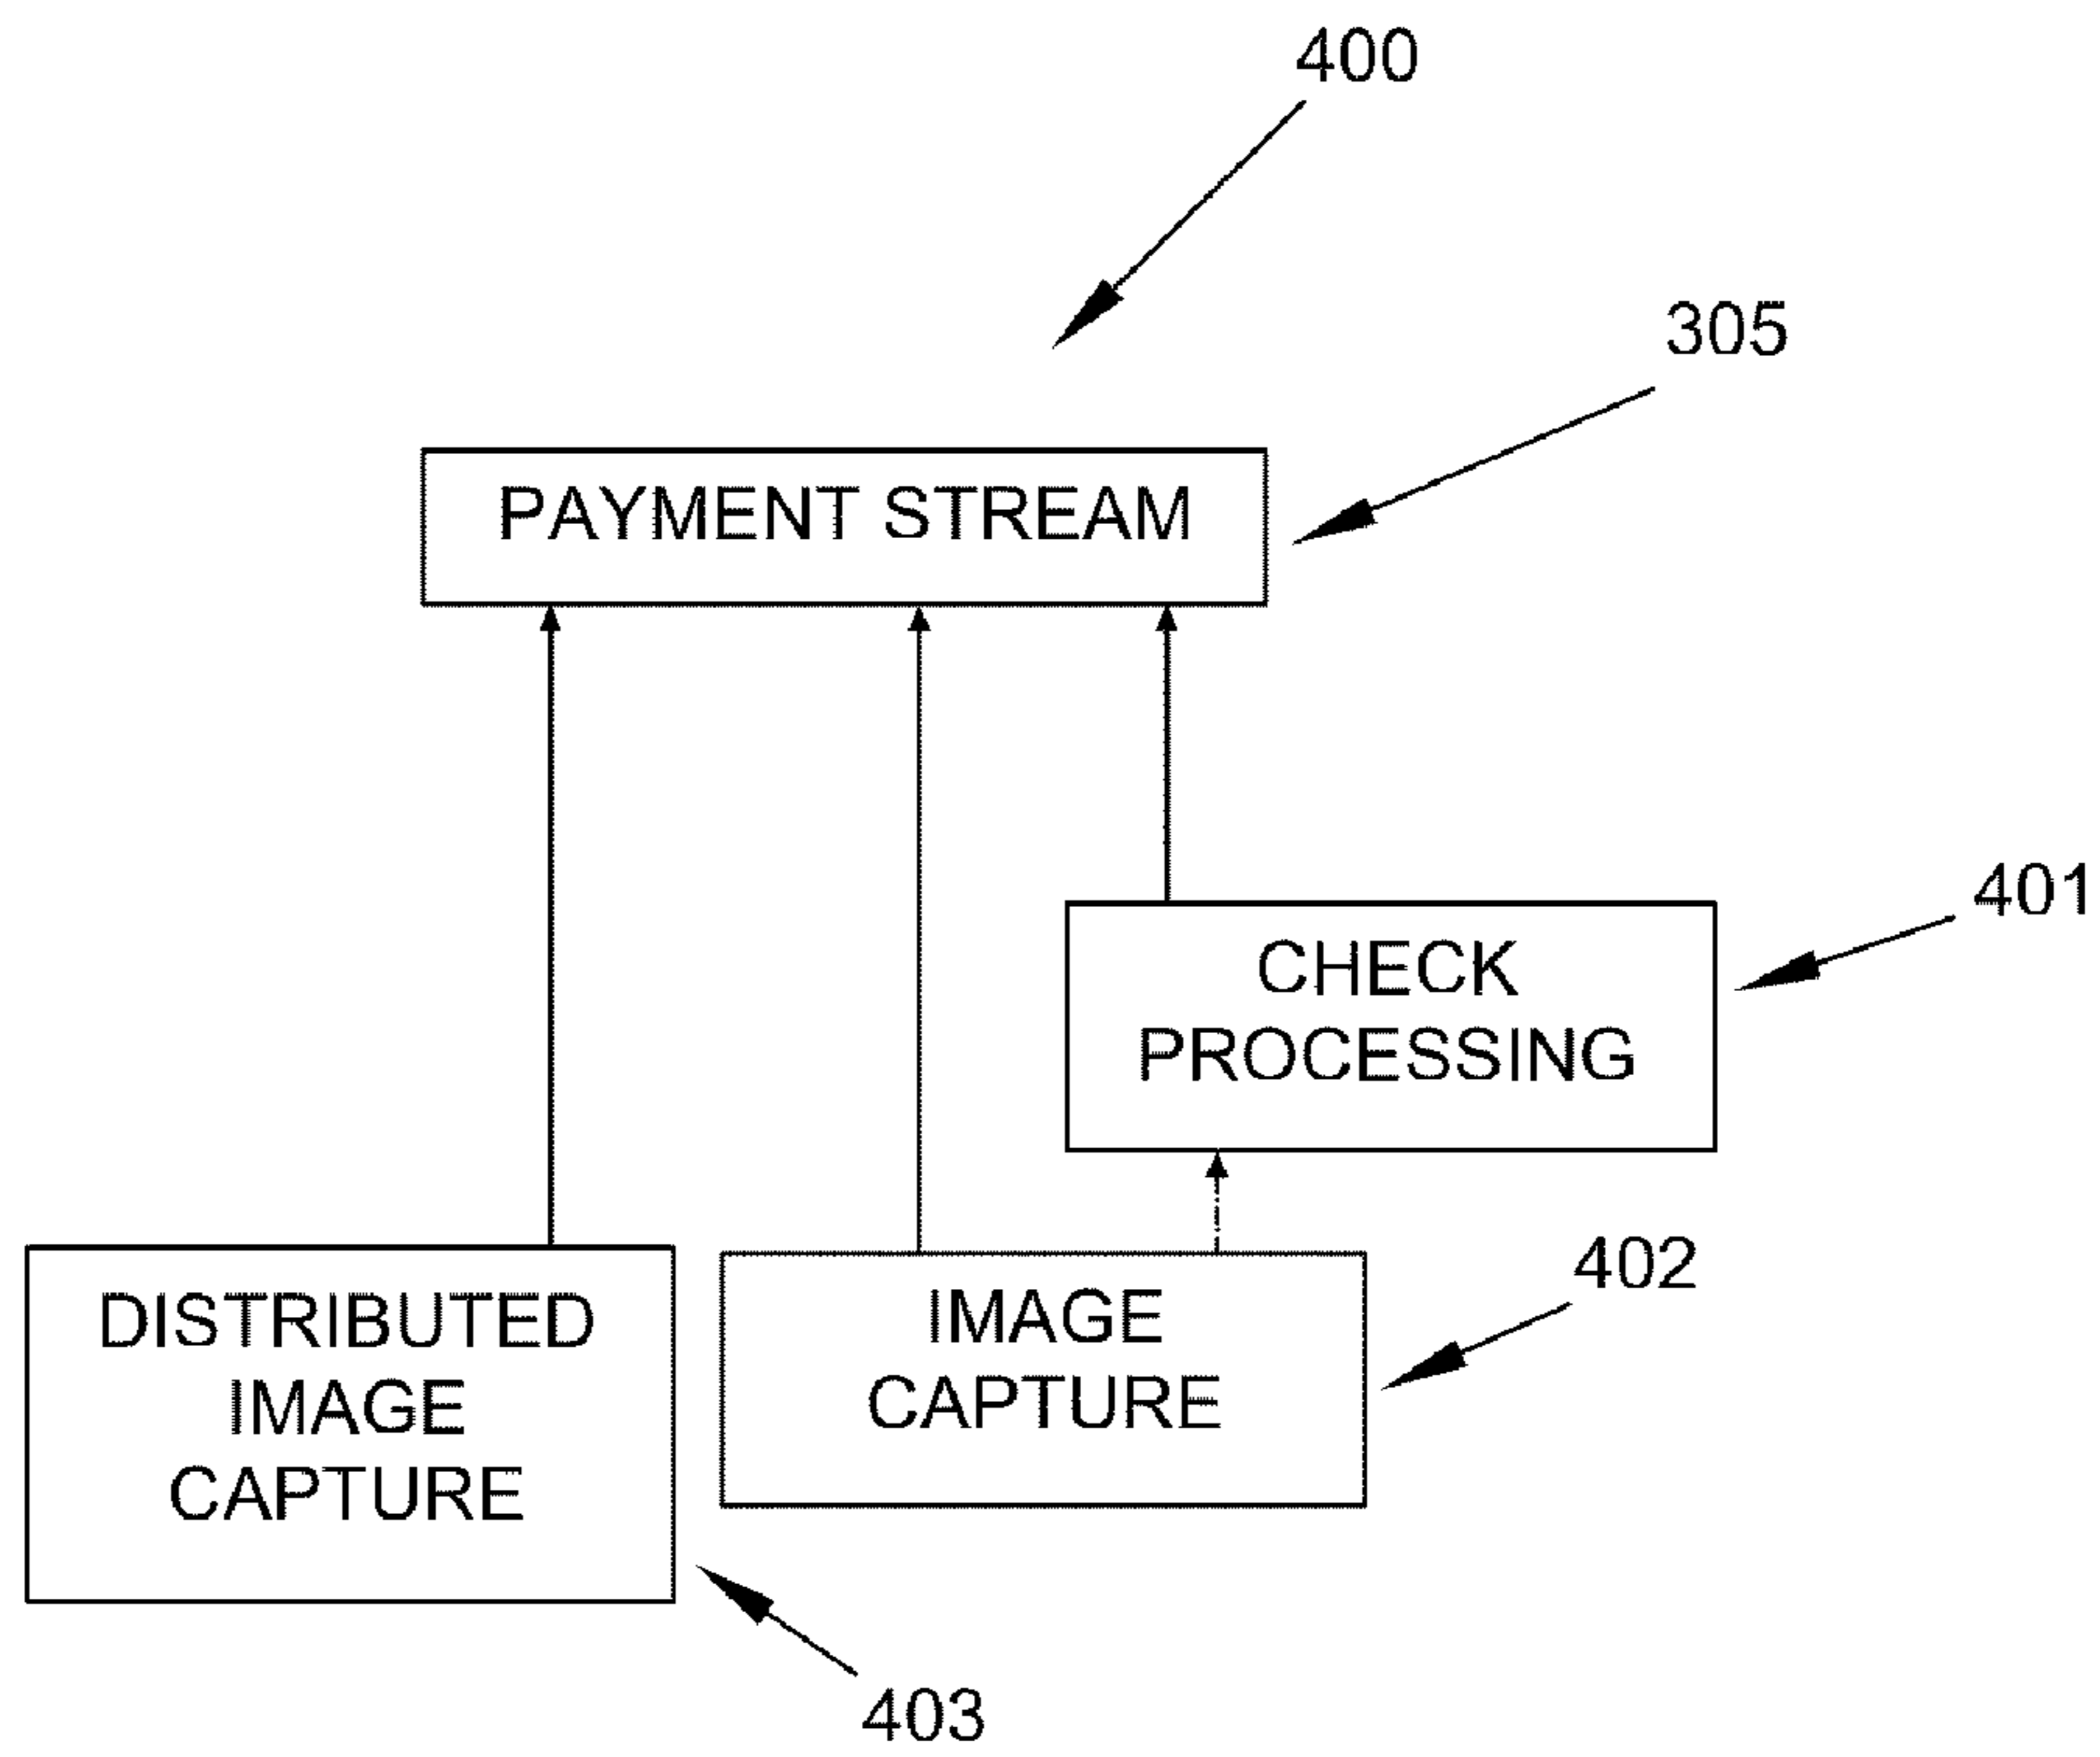 400
305
PAYMENT STREAM
401
CHECK
PROCESSING
402
IMAGE
CAPTURE
DISTRIBUTED
IMAGE
CAPTURE
403